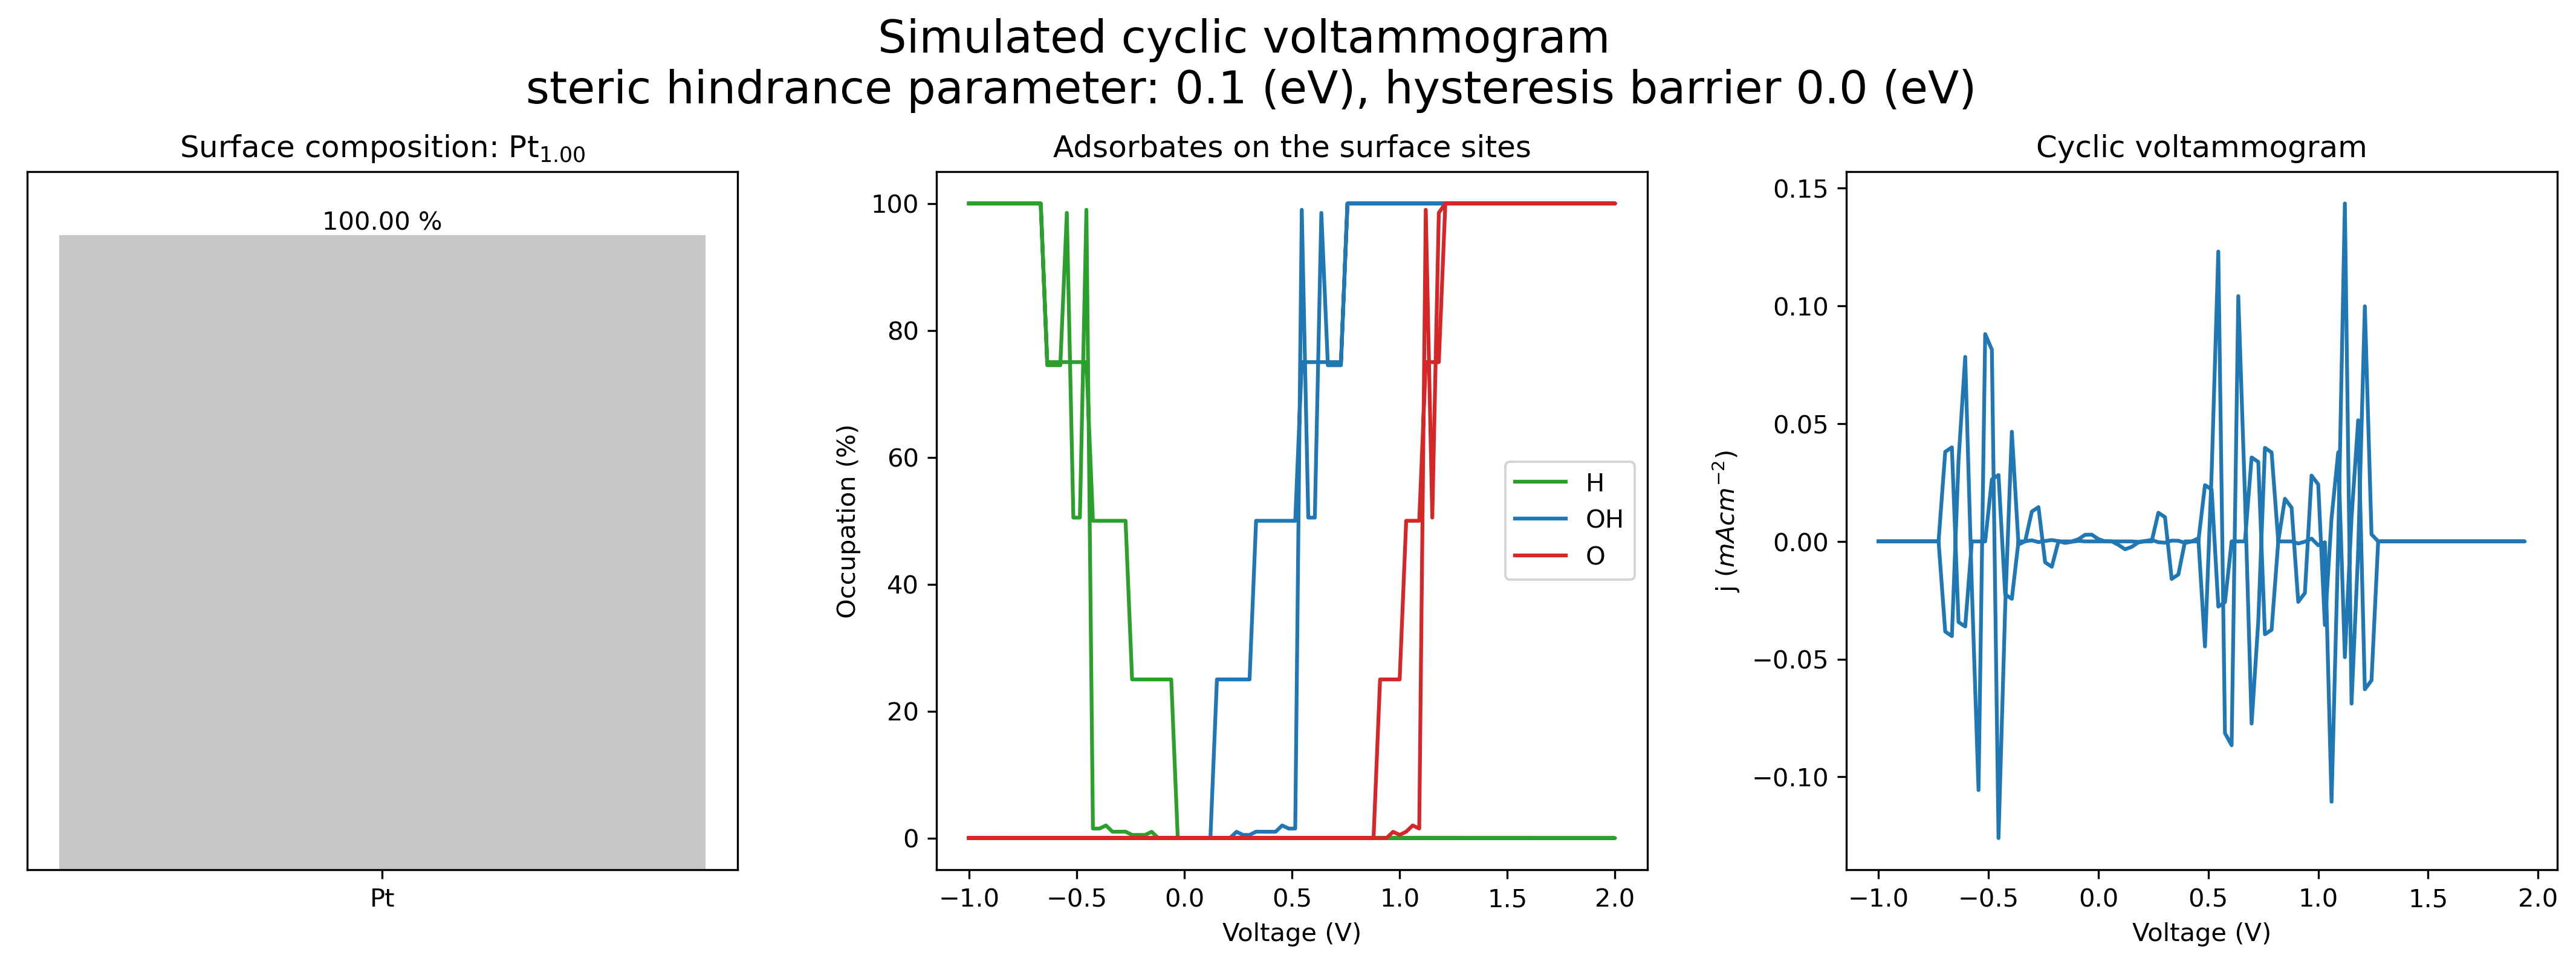 Simulated cyclic voltammogram
steric hindrance parameter: 0.1 (eV), hysteresis barrier 0.0 (eV)
Surface composition: Pt1.00
100.00 %
Pt
Adsorbates on the surface sites
Occupation (%)
100
80
60
40
20
0
H
OH
O
−1.0 −0.5 0.0 0.5 1.0 1.5 2.0
Voltage (V)
Cyclic voltammogram
j (mAcm−2)
0.15
0.10
0.05
0.00
−0.05
−0.10
−1.0 −0.5 0.0 0.5 1.0 1.5 2.0
Voltage (V)